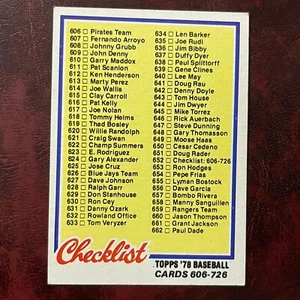 606 Pirates Team
607 Fernando Arroyo
608 Johnny Grubb
609 John Denny
610 Garry Maddox
611 Pat Scanlon
612 Ken Henderson
613 Marty Perez
614 Joe Wallis
615 Clay Carroll
616 Pat Kelly
617 Joe Nolan
618 Tommy Helms
619 Thad Bosley
620 Willie Randolph
621 Craig Swan
622 Champ Summers
623 E. Rodriguez
624 Gary Alexander
625 Jose Cruz
626 Blue Jays Team
627 Dave Johnson
628 Ralph Garr
629 Don Stanhouse
630 Ron Cey
631 Danny Ozark
632 Rowland Office
633 Tom Veryzer
634 Len Barker
635 Joe Rudi
636 Jim Bibby
637 Duffy Dyer
638 Paul Splittorff
639 Gene Clines
640 Lee May
641 Doug Rau
642 Denny Doyle
643 Tom House
644 Jim Dwyer
645 Mike Torrez
646 Rick Auerbach
647 Steve Dunning
648 Gary Thomasson
649 Moose Haas
650 Cesar Cedeno
651 Doug Rader
652 Checklist: 606-726
653 Ron Hodges
654 Pepe Frias
655 Lyman Bostock
656 Dave Garcia
657 Bombo Rivera
658 Manny Sanguillen
659 Rangers Team
660 Jason Thompson
661 Grant Jackson
662 Pat Dade
Checklist
TOPPS '78 BASEBALL
CARDS 606-726